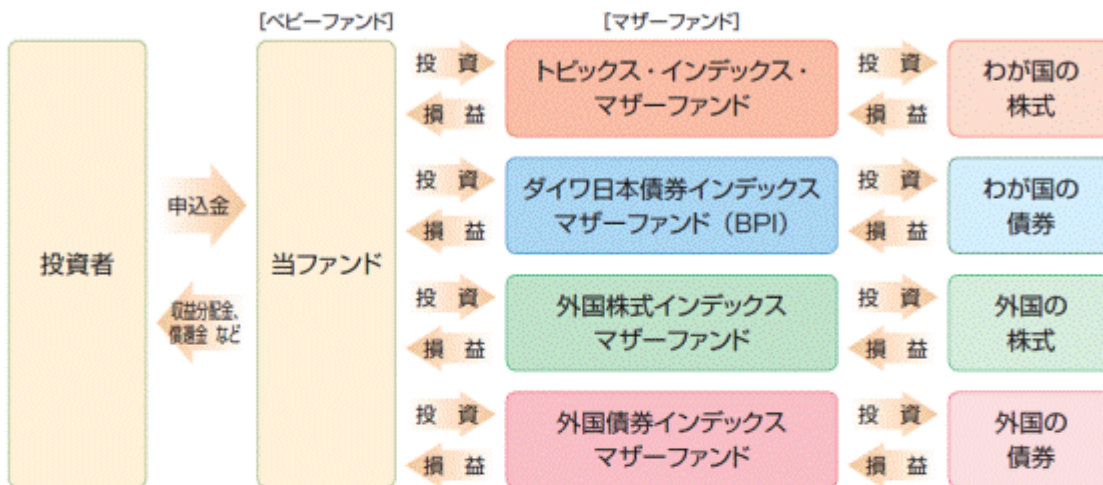 [ベビーファンド]
[マザーファンド]
投資者
申込金
収益分配金、
償還金 など
当ファンド
投 資
損 益
トピックス・インデックス・
マザーファンド
投 資
損 益
わが国の
株式
投 資
損 益
ダイワ日本債券インデックス
マザーファンド（BPI）
投 資
損 益
わが国の
債券
投 資
損 益
外国株式インデックス
マザーファンド
投 資
損 益
外国の
株式
投 資
損 益
外国債券インデックス
マザーファンド
投 資
損 益
外国の
債券